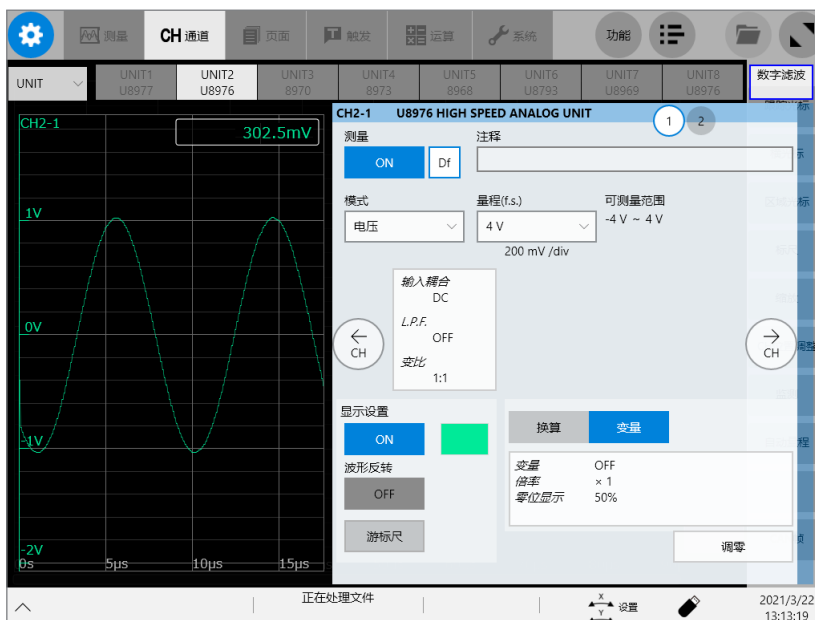 测量 CH 通道 页面 触发 运算 系统 功能
UNIT
UNIT1 UNIT2 UNIT3 UNIT4 UNIT5 UNIT6 UNIT7 UNIT8
U8977 U8976 8970 8973 8968 U8793 U8969 U8976
数字滤波
CH2-1
302.5mV
1V
0V
-1V
-2V
0s 5µs 10µs 15µs
CH2-1 U8976 HIGH SPEED ANALOG UNIT
1 2
测量 注释
ON Df
模式 量程(f.s.) 可测量范围
电压 4 V -4 V ~ 4 V
200 mV /div
输入耦合
DC
L.P.F.
OFF
变比
1:1
CH
CH
显示设置
ON
波形反转
OFF
游标尺
换算 变量
变量 OFF
倍率 × 1
零位显示 50%
调零
正在处理文件
X
Y
设置
2021/3/22
13:13:19